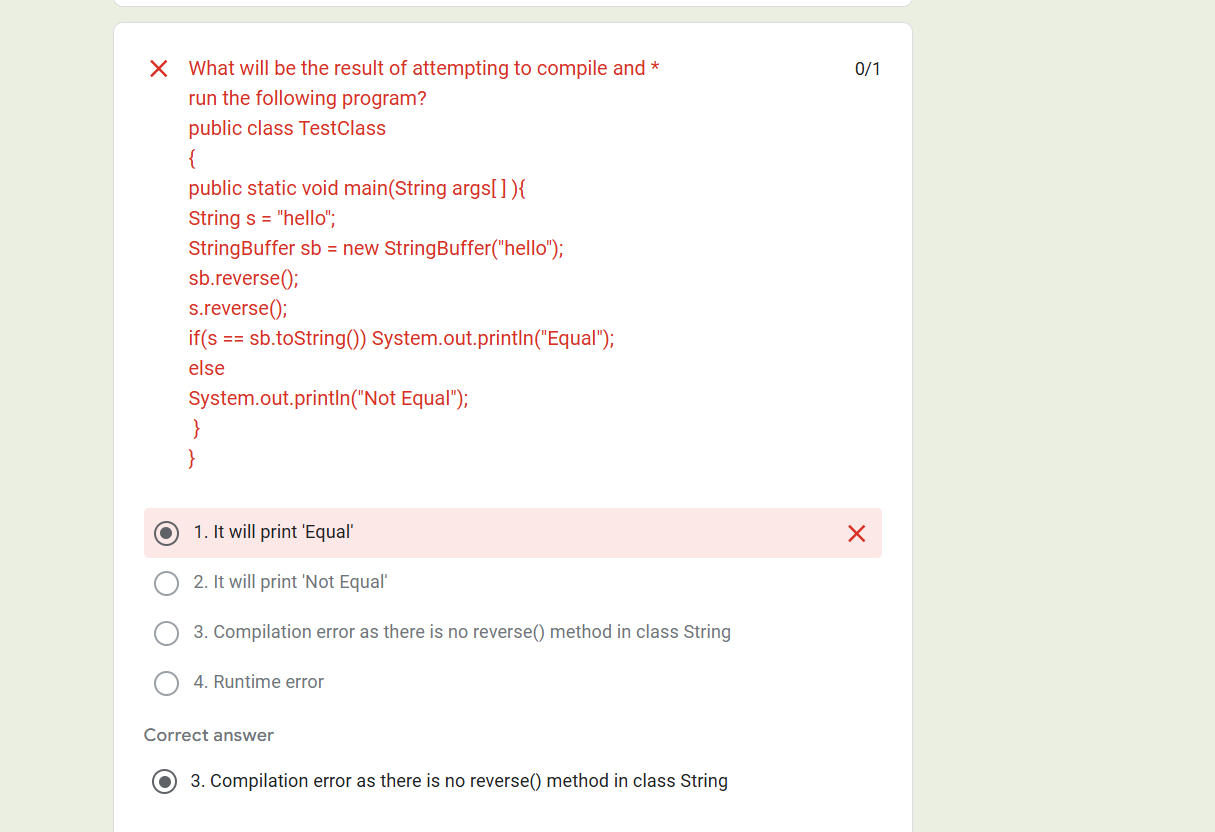 What will be the result of attempting to compile and *
0/1
run the following program?
public class TestClass
{
public static void main(String args[ ] ){
String s = "hello";
StringBuffer sb = new StringBuffer("hello");
sb.reverse();
s.reverse();
if(s == sb.toString()) System.out.println("Equal");
else
System.out.println("Not Equal");
}
}
1. It will print 'Equal'
2. It will print 'Not Equal'
3. Compilation error as there is no reverse() method in class String
4. Runtime error
Correct answer
3. Compilation error as there is no reverse() method in class String